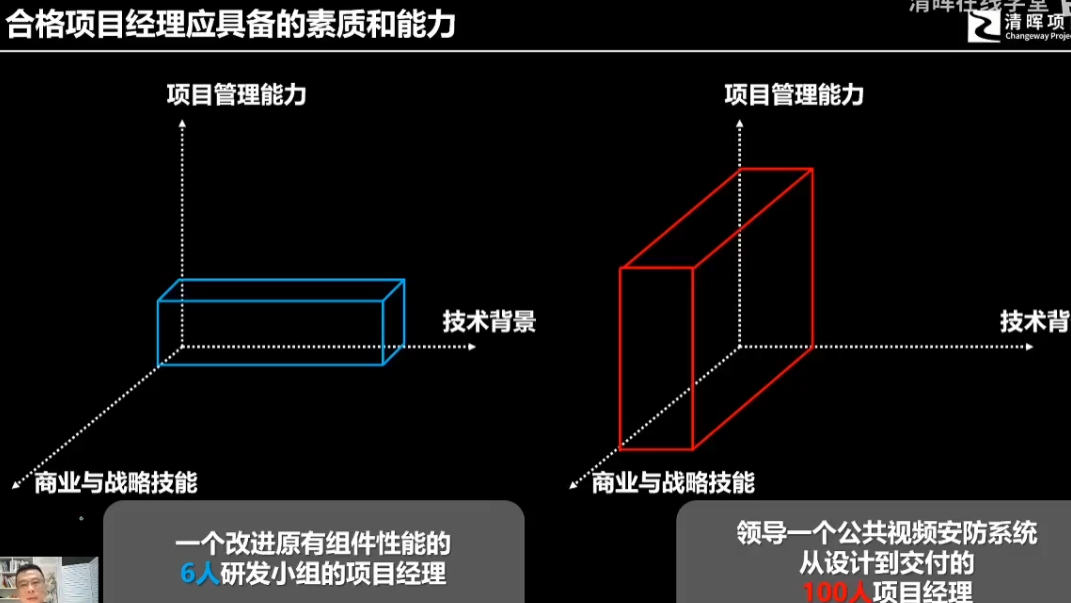 清晖在线学堂
合格项目经理应具备的素质和能力
清晖项
Changeway Proje
项目管理能力
项目管理能力
技术背景
技术背
商业与战略技能
商业与战略技能
一个改进原有组件性能的
6人研发小组的项目经理
领导一个公共视频安防系统
从设计到交付的
100人项目经理